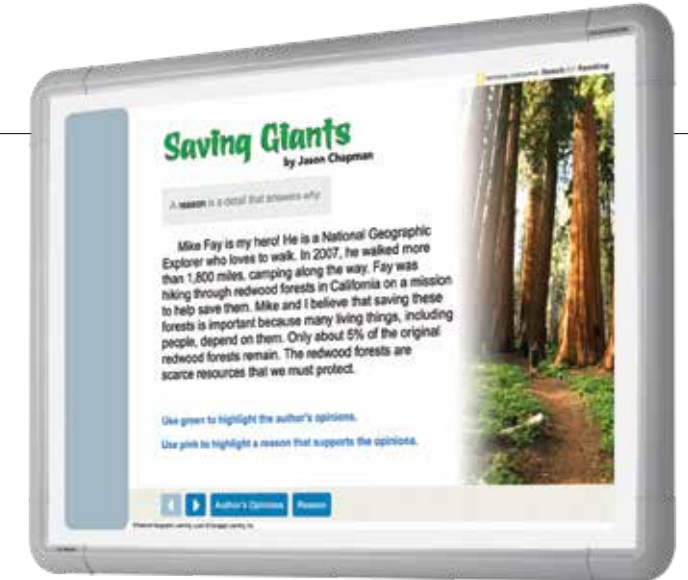 Reach for Reading
Saving Giants
by Jason Chapman
A reason is a detail that answers why.
Mike Fay is my hero! He is a National Geographic
Explorer who loves to walk. In 2007, he walked more
than 1,800 miles, camping along the way. Fay was
hiking through redwood forests in California on a mission
to help save them. Mike and I believe that saving these
forests is important because many living things, including
people, depend on them. Only about 5% of the original
redwood forests remain. The redwood forests are
scarce resources that we must protect.
Use green to highlight the author's opinions.
Use pink to highlight a reason that supports the opinions.
Author's Opinions Reason